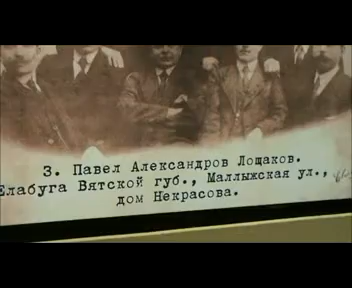 3. Павел Александров Лощаков.
Елабуга Вятской губ., Маллыжская ул.,
дом Некрасова.